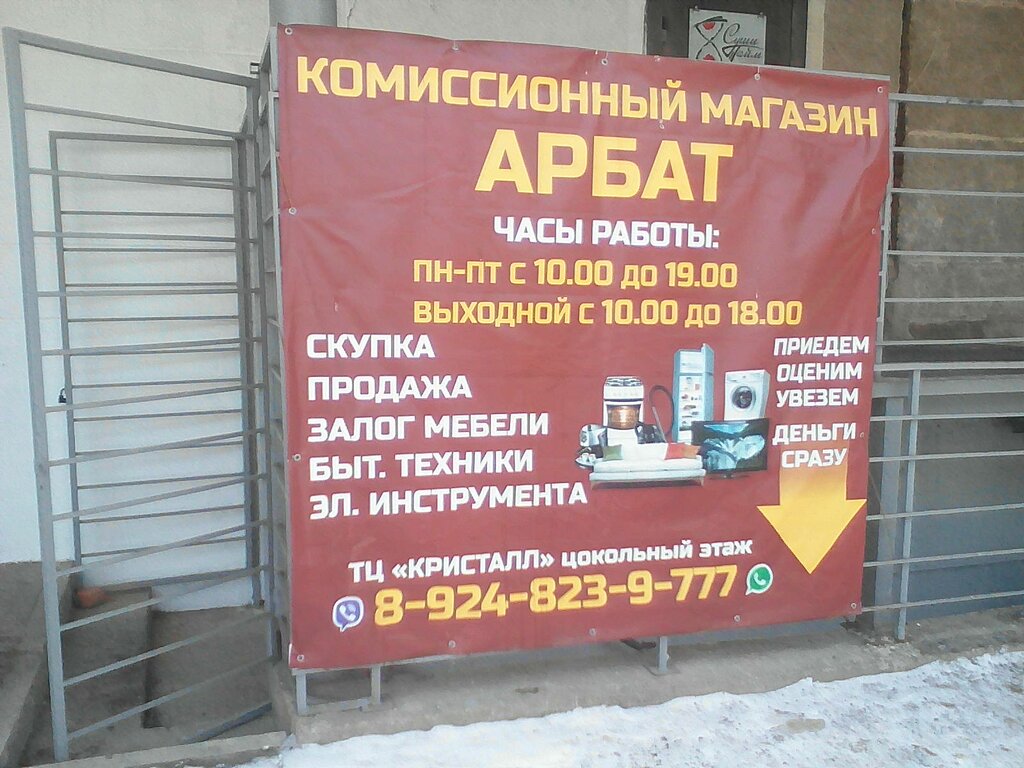 Суши
Тайм
КОМИССИОННЫЙ МАГАЗИН
АРБАТ
ЧАСЫ РАБОТЫ:
ПН-ПТ С 10.00 ДО 19.00
ВЫХОДНОЙ С 10.00 ДО 18.00
СКУПКА
ПРОДАЖА
ЗАЛОГ МЕБЕЛИ
БЫТ. ТЕХНИКИ
ЭЛ. ИНСТРУМЕНТА
ПРИЕДЕМ
ОЦЕНИМ
УВЕЗЕМ
ДЕНЬГИ
СРАЗУ
ТЦ «КРИСТАЛЛ» ЦОКОЛЬНЫЙ ЭТАЖ
8-924-823-9-777